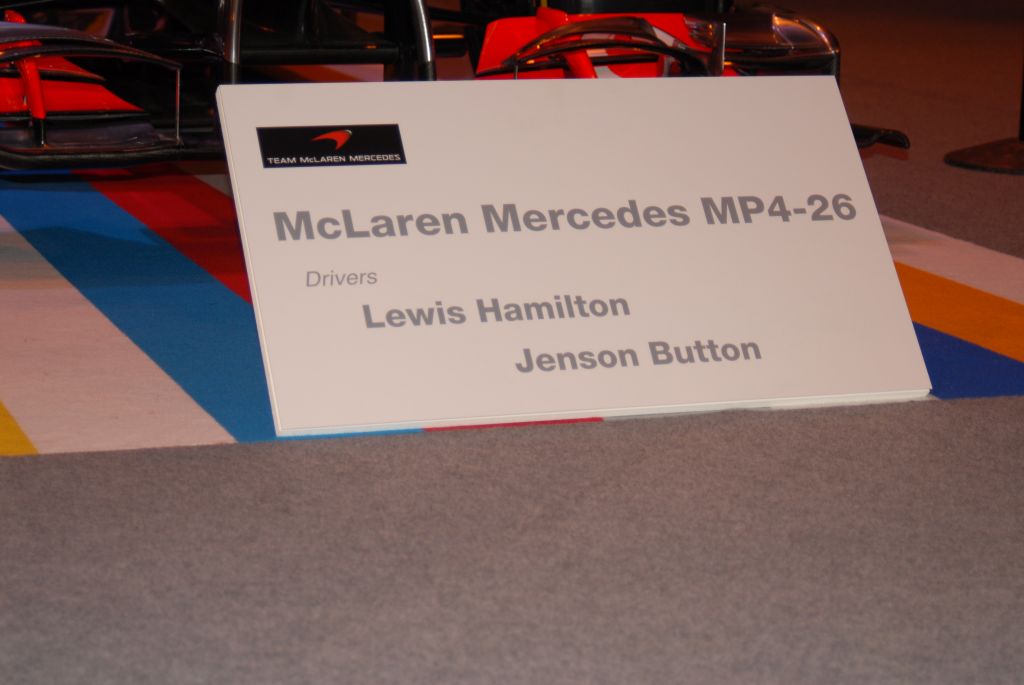 TEAM McLAREN MERCEDES
McLaren Mercedes MP4-26
Drivers
Lewis Hamilton
Jenson Button